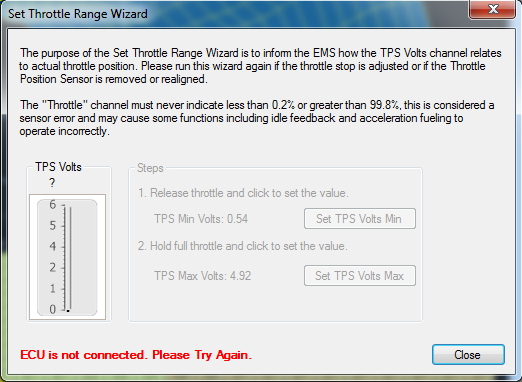 Set Throttle Range Wizard
The purpose of the Set Throttle Range Wizard is to inform the EMS how the TPS Volts channel relates
to actual throttle position. Please run this wizard again if the throttle stop is adjusted or if the Throttle
Position Sensor is removed or realigned.
The "Throttle" channel must never indicate less than 0.2% or greater than 99.8%, this is considered a
sensor error and may cause some functions including idle feedback and acceleration fueling to
operate incorrectly.
TPS Volts
?
6
5
4
3
2
1
0
Steps
1. Release throttle and click to set the value.
TPS Min Volts: 0.54
Set TPS Volts Min
2. Hold full throttle and click to set the value.
TPS Max Volts: 4.92
Set TPS Volts Max
ECU is not connected. Please Try Again.
Close